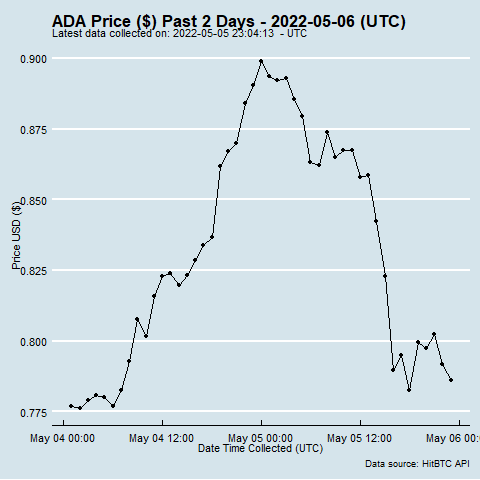 ADA Price ($) Past 2 Days - 2022-05-06 (UTC)
Latest data collected on: 2022-05-05 23:04:13 - UTC
0.900
0.875
0.850
0.825
0.800
0.775
Price USD ($)
May 04 00:00
May 04 12:00
May 05 00:00
May 05 12:00
May 06 00:00
Date Time Collected (UTC)
Data source: HitBTC API